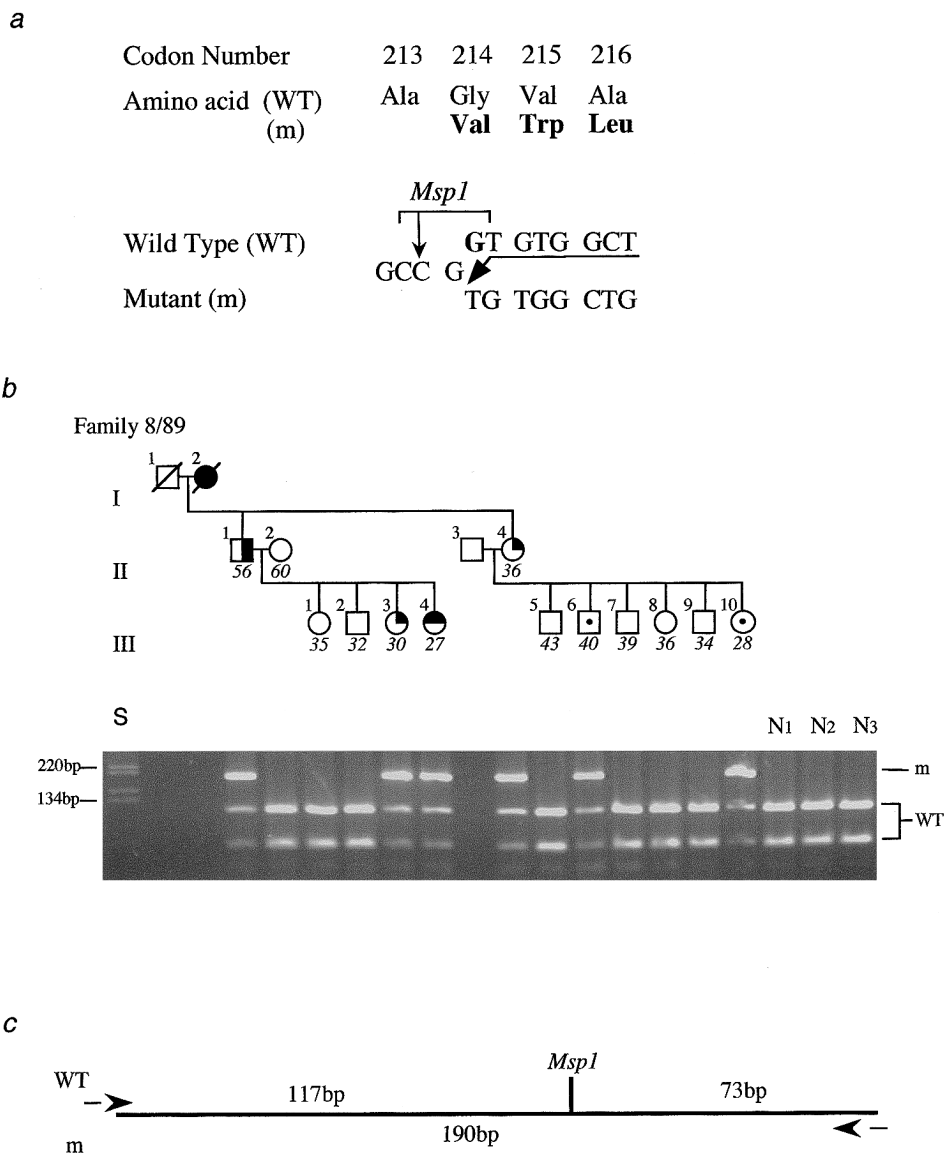 a
Codon Number 213 214 215 216
Amino acid (WT) Ala Gly Val Ala
(m) Val Trp Leu
Msp1
Wild Type (WT) GT GTG GCT
GCC G
Mutant (m) TG TGG CTG
b
Family 8/89
1 2
I
1 2 3 4
II
56 60 36
1 2 3 4 5 6 7 8 9 10
III
35 32 30 27 43 40 39 36 34 28
S N1 N2 N3
220bp m
134bp
WT
c
Msp1
WT
117bp 73bp
190bp
m